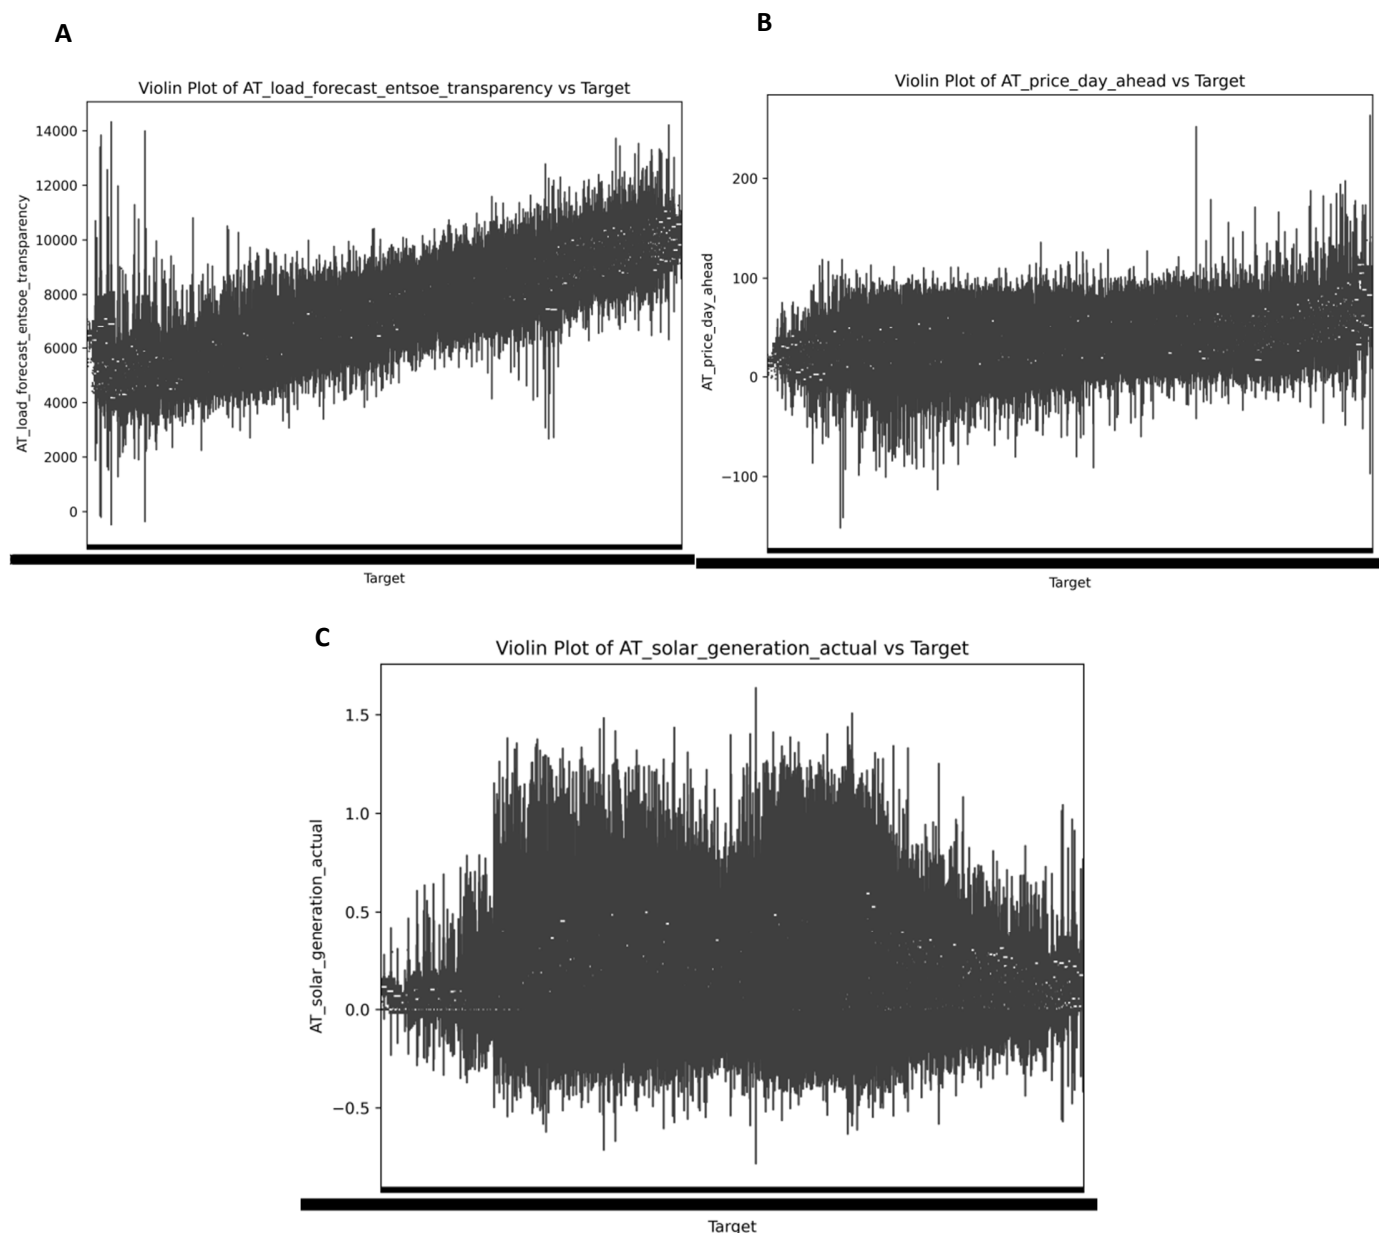 A
Violin Plot of AT_load_forecast_entsoe_transparency vs Target
AT_load_forecast_entsoe_transparency
14000
12000
10000
8000
6000
4000
2000
0
Target
B
Violin Plot of AT_price_day_ahead vs Target
AT_price_day_ahead
200
100
0
−100
Target
C
Violin Plot of AT_solar_generation_actual vs Target
AT_solar_generation_actual
1.5
1.0
0.5
0.0
−0.5
Target